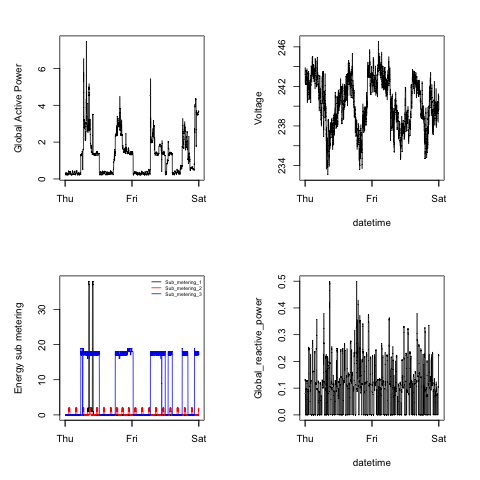 Global Active Power
6
4
2
0
Thu Fri Sat
Voltage
246
242
238
234
Thu Fri Sat
datetime
Energy sub metering
30
20
10
0
Sub_metering_1
Sub_metering_2
Sub_metering_3
Thu Fri Sat
Global_reactive_power
0.5
0.4
0.3
0.2
0.1
0.0
Thu Fri Sat
datetime